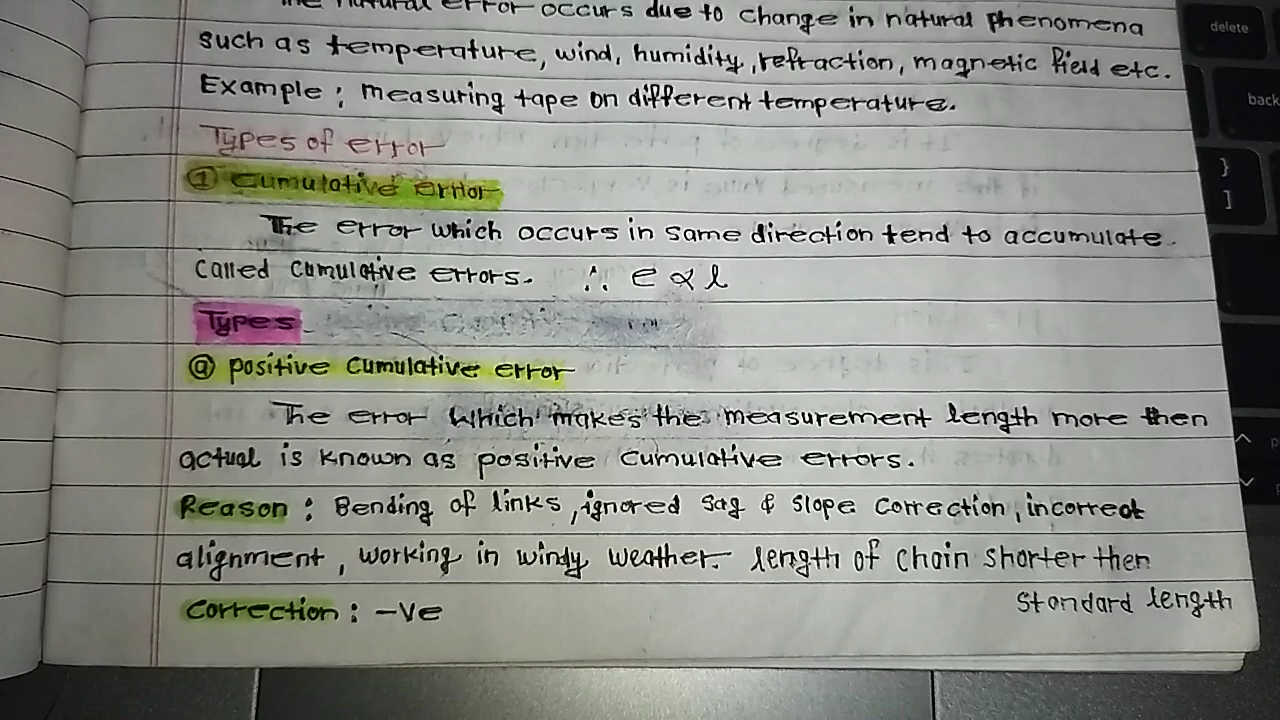 The natural error occurs due to change in natural phenomena
such as temperature, wind, humidity, refraction, magnetic field etc.
Example : measuring tape on different temperature.
Types of error
① Cumulative error
The error which occurs in same direction tend to accumulate
called cumulative errors. ∴ e ∝ l
Types
ⓐ positive cumulative error
The error which makes the measurement length more then
actual is known as positive cumulative errors.
Reason : Bending of links, ignored sag & slope correction, incorrect
alignment, working in windy weather. length of chain shorter then
standard length
Correction : -ve
delete
back
}
]